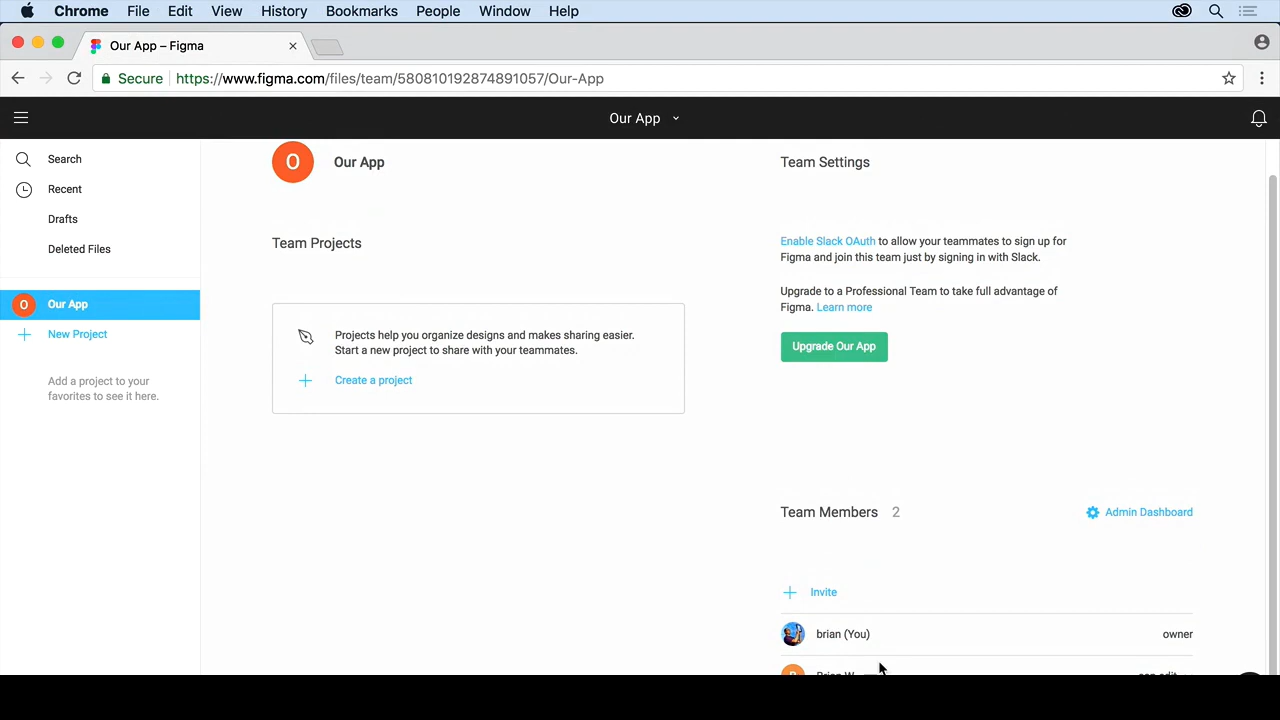 Chrome File Edit View History Bookmarks People Window Help
Our App – Figma
Secure https://www.figma.com/files/team/580810192874891057/Our-App
Our App
Search
Recent
Drafts
Deleted Files
O Our App
New Project
Add a project to your
favorites to see it here.
O Our App
Team Projects
Projects help you organize designs and makes sharing easier.
Start a new project to share with your teammates.
Create a project
Team Settings
Enable Slack OAuth to allow your teammates to sign up for
Figma and join this team just by signing in with Slack.
Upgrade to a Professional Team to take full advantage of
Figma. Learn more
Upgrade Our App
Team Members 2
Admin Dashboard
Invite
brian (You) owner
Brian W can edit